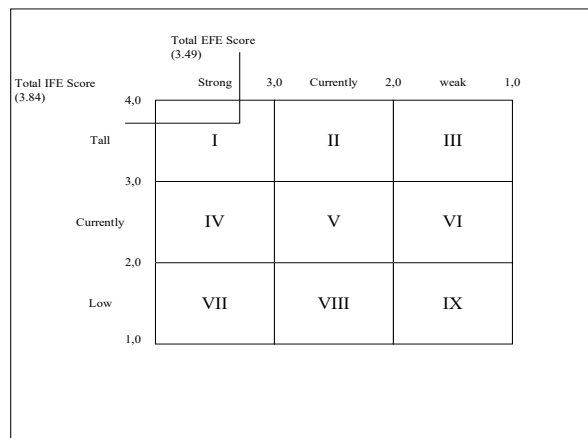 Total EFE Score
(3.49)
Total IFE Score
(3.84)
Strong 3,0 Currently 2,0 weak 1,0
4,0
Tall I II III
3,0
Currently IV V VI
2,0
Low VII VIII IX
1,0